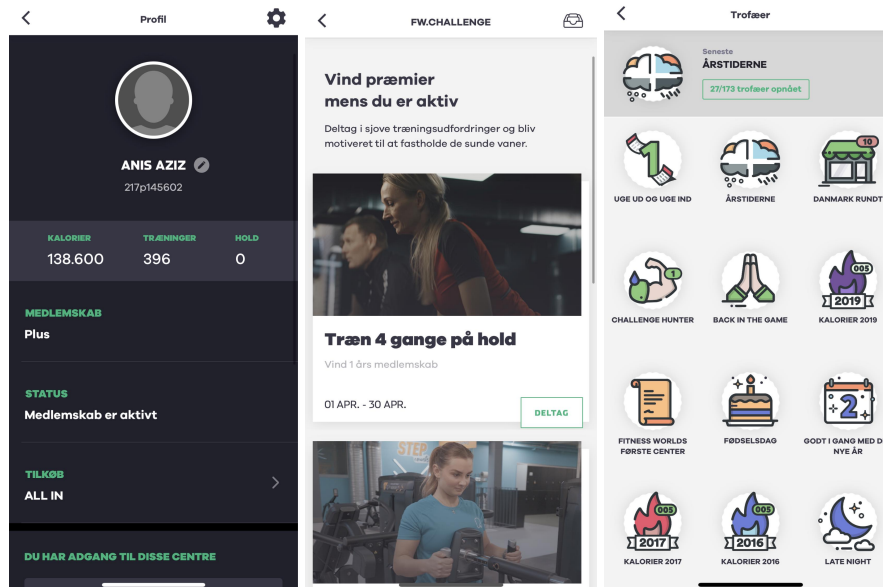 Profil
ANIS AZIZ
217p145602
KALORIER
TRÆNINGER
HOLD
138.600
396
0
MEDLEMSKAB
Plus
STATUS
Medlemskab er aktivt
TILKØB
ALL IN
DU HAR ADGANG TIL DISSE CENTRE
FW.CHALLENGE
Vind præmier
mens du er aktiv
Deltag i sjove træningsudfordringer og bliv
motiveret til at fastholde de sunde vaner.
Træn 4 gange på hold
Vind 1 års medlemskab
01 APR. - 30 APR.
DELTAG
STEP
Trofæer
Seneste
ÅRSTIDERNE
27/173 trofæer opnået
1
10
UGE UD OG UGE IND
ÅRSTIDERNE
DANMARK RUNDT
1
005
2019
CHALLENGE HUNTER
BACK IN THE GAME
KALORIER 2019
2
FITNESS WORLDS
FØRSTE CENTER
FØDSELSDAG
GODT I GANG MED D
NYE ÅR
005
2017
005
2016
KALORIER 2017
KALORIER 2016
LATE NIGHT